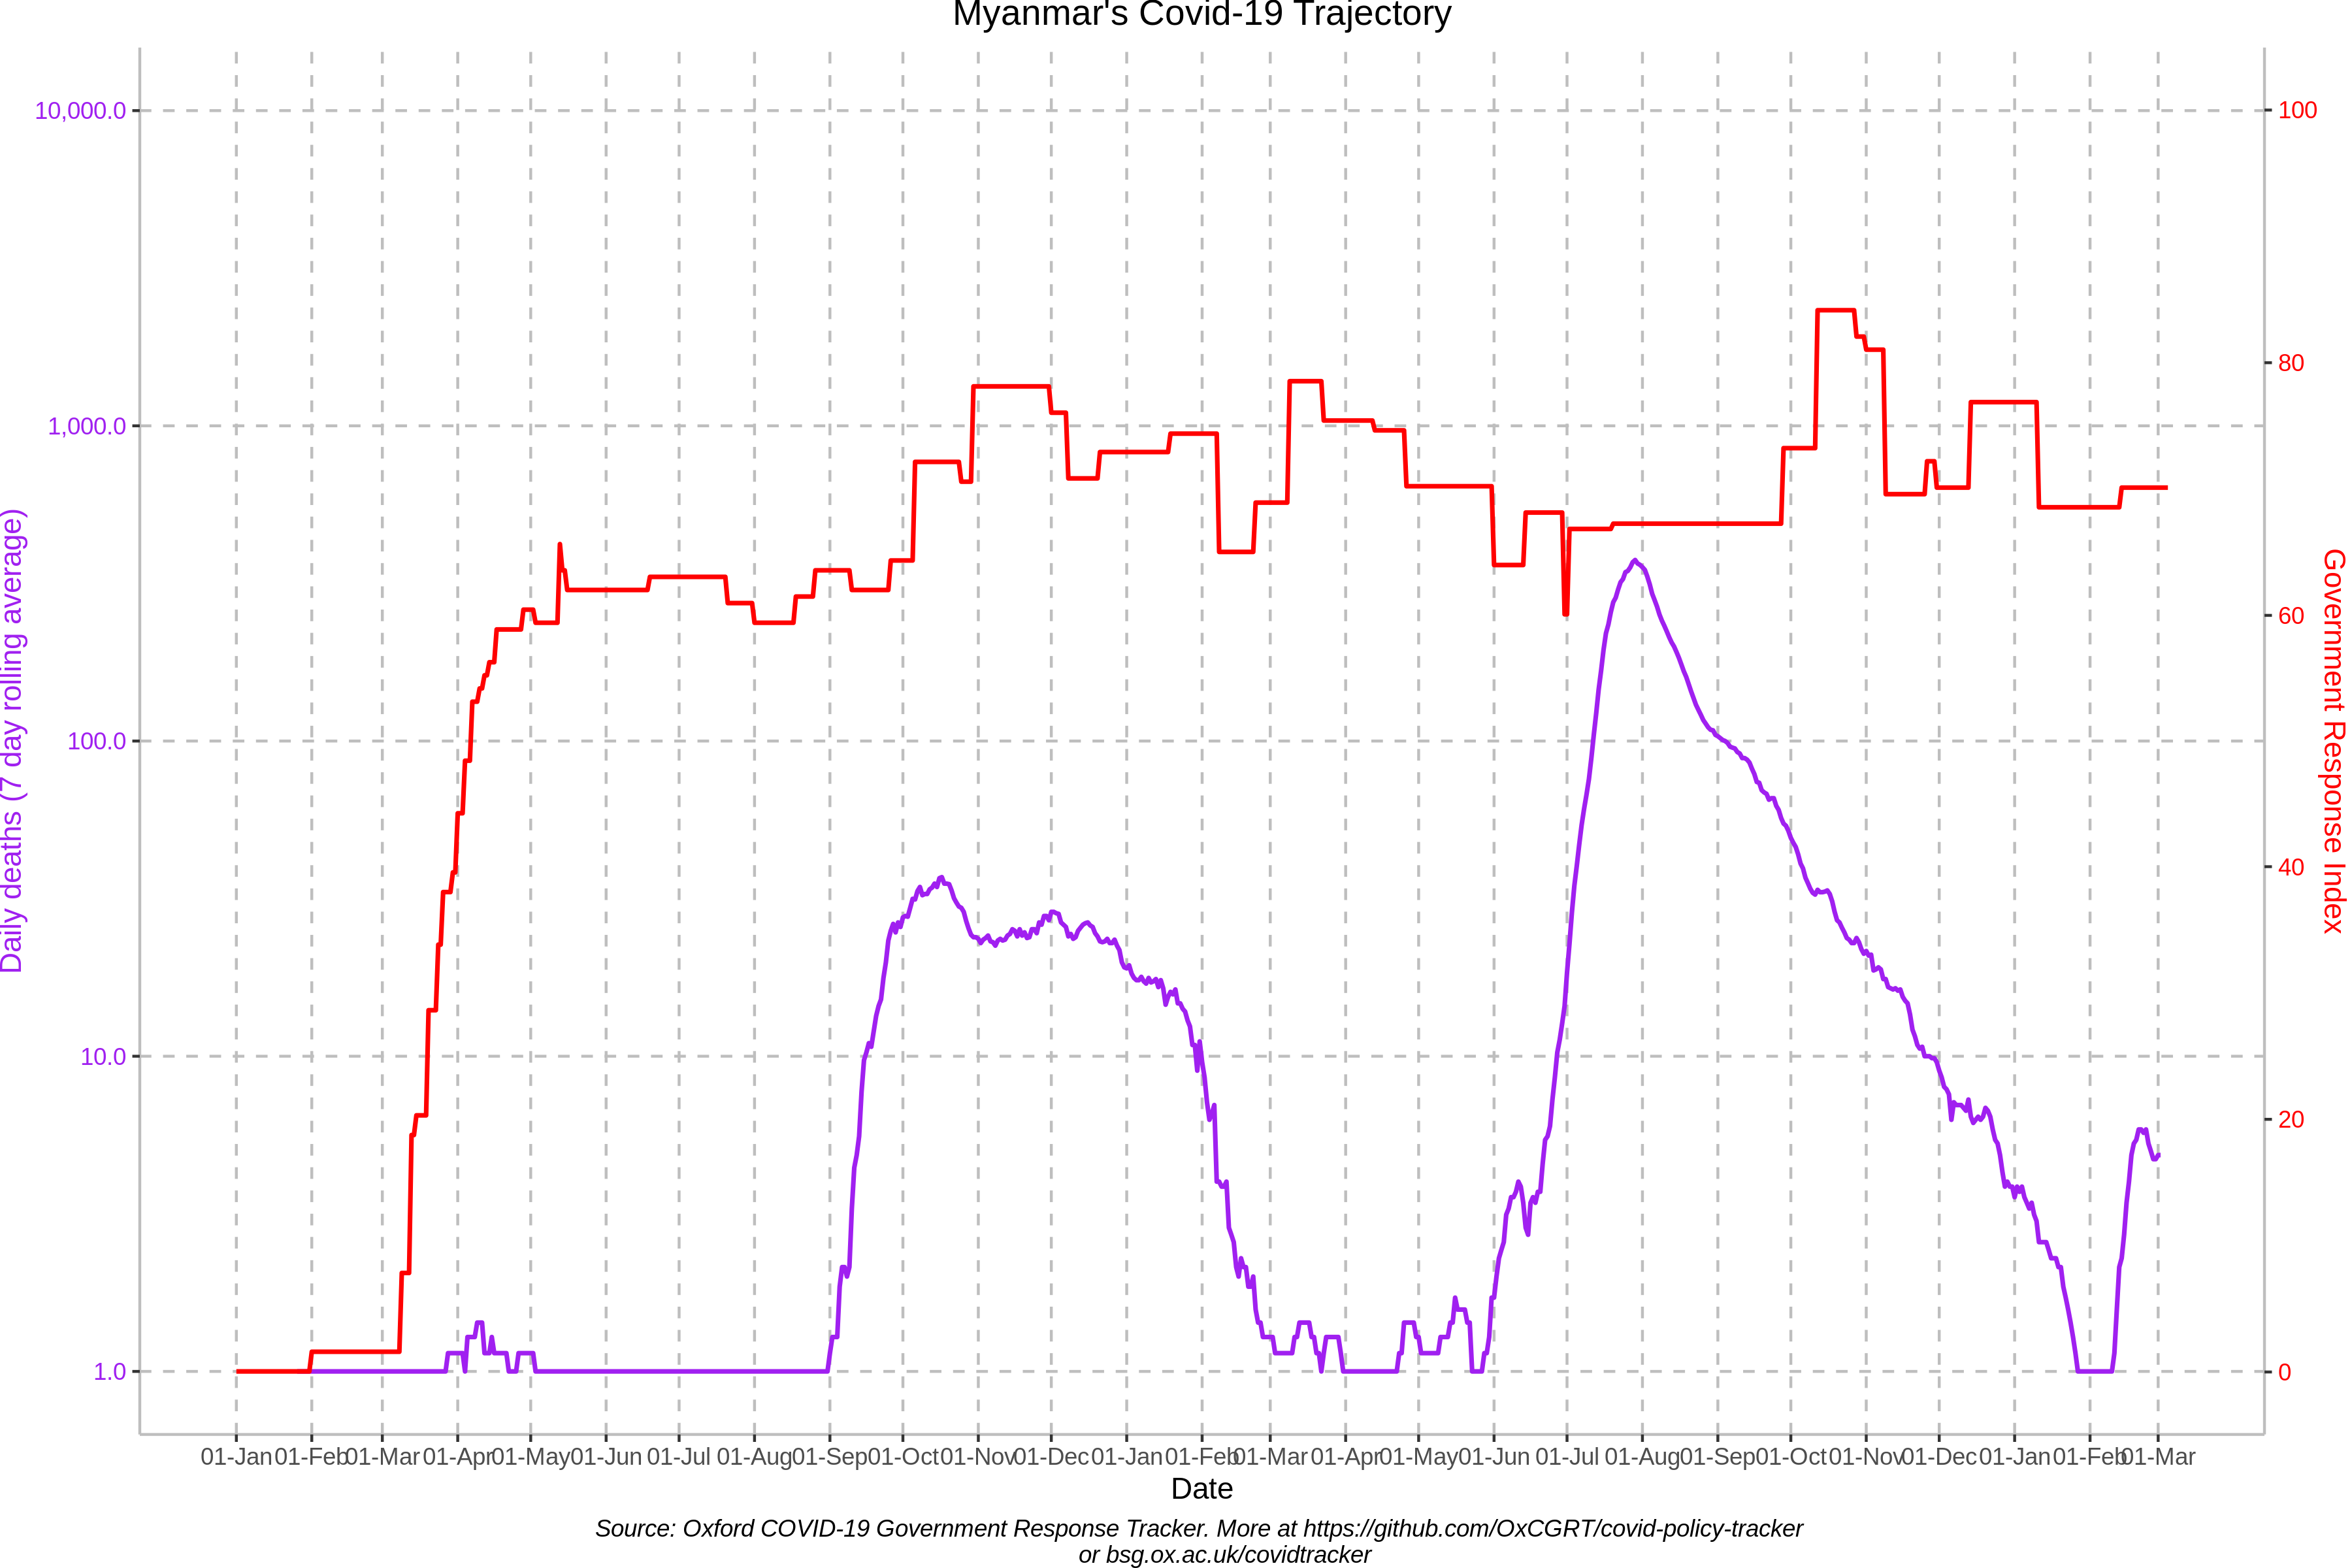 Myanmar's Covid-19 Trajectory
10,000.0
1,000.0
100.0
10.0
1.0
Daily deaths (7 day rolling average)
100
80
60
40
20
0
Government Response Index
01-Jan 01-Feb 01-Mar 01-Apr 01-May 01-Jun 01-Jul 01-Aug 01-Sep 01-Oct 01-Nov 01-Dec 01-Jan 01-Feb 01-Mar 01-Apr 01-May 01-Jun 01-Jul 01-Aug 01-Sep 01-Oct 01-Nov 01-Dec 01-Jan 01-Feb 01-Mar
Date
Source: Oxford COVID-19 Government Response Tracker. More at https://github.com/OxCGRT/covid-policy-tracker
or bsg.ox.ac.uk/covidtracker